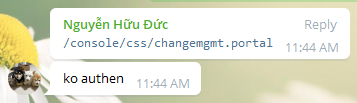 Nguyễn Hữu Đức Reply
/console/css/changemgmt.portal 11:44 AM
ko authen 11:44 AM